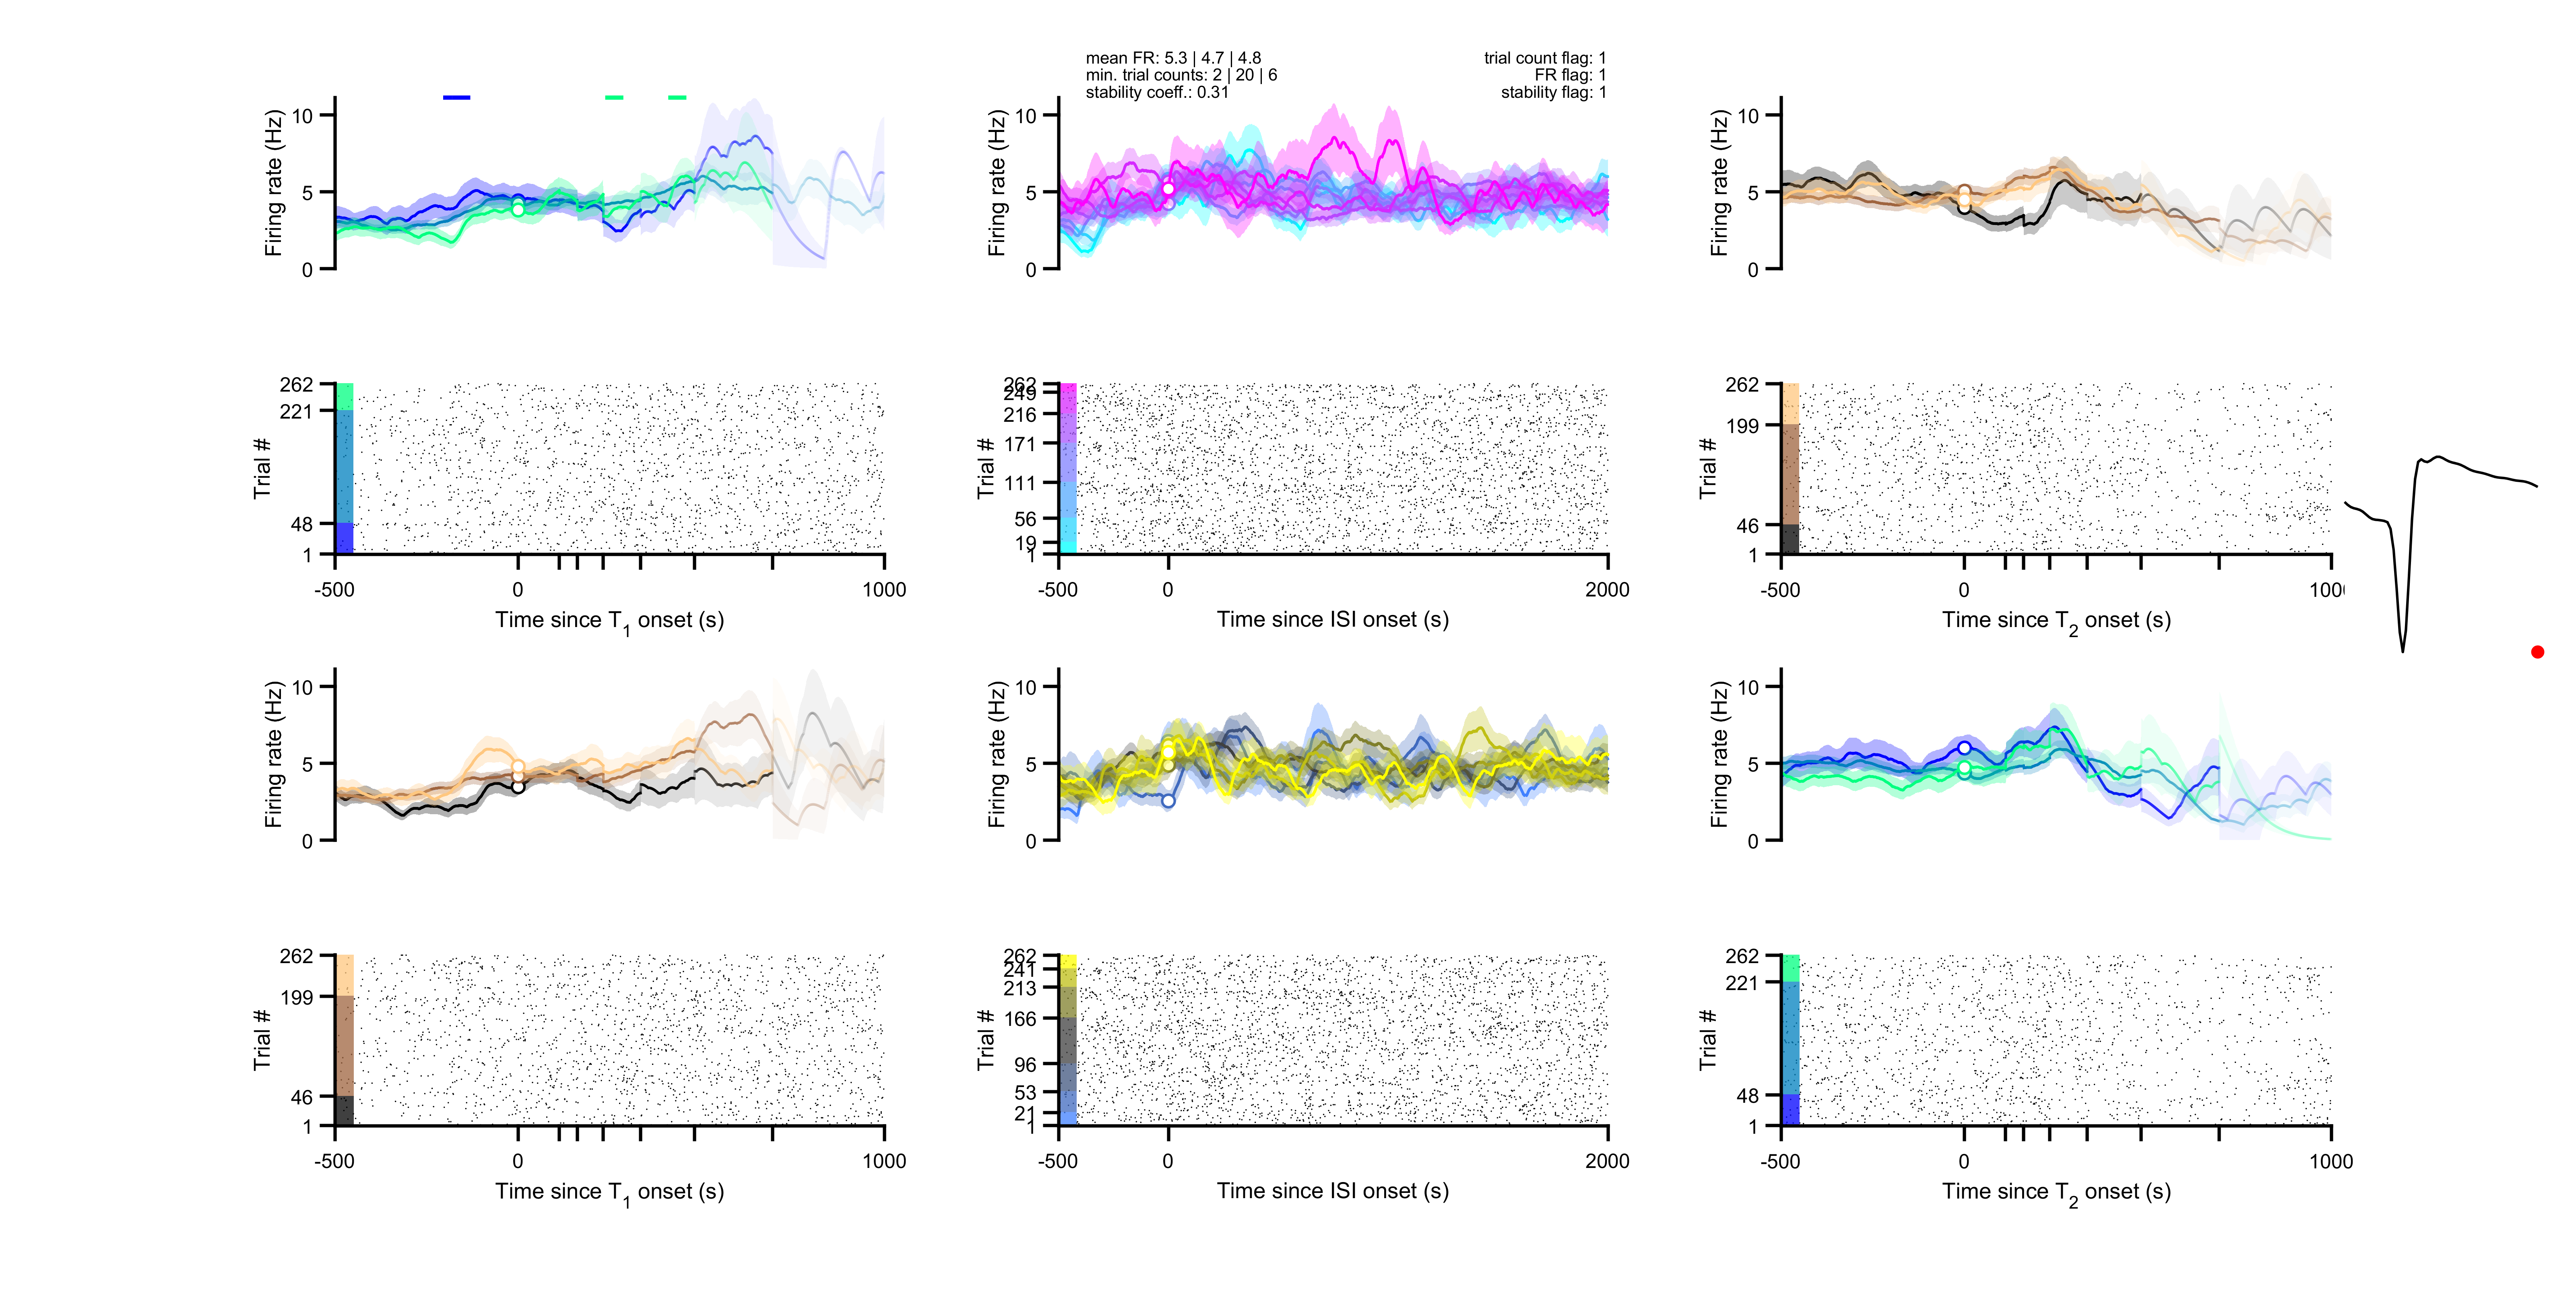 mean FR: 5.3 | 4.7 | 4.8
min. trial counts: 2 | 20 | 6
stability coeff.: 0.31
trial count flag: 1
FR flag: 1
stability flag: 1
Firing rate (Hz)
10
5
0
Firing rate (Hz)
10
5
0
Firing rate (Hz)
10
5
0
Trial #
262
221
48
1
-500
0
1000
Time since T1 onset (s)
Trial #
262
249
216
171
111
56
19
1
-500
0
2000
Time since ISI onset (s)
Trial #
262
199
46
1
-500
0
100
Time since T2 onset (s)
Firing rate (Hz)
10
5
0
Firing rate (Hz)
10
5
0
Firing rate (Hz)
10
5
0
Trial #
262
199
46
1
-500
0
1000
Time since T1 onset (s)
Trial #
262
241
213
166
96
53
21
1
-500
0
2000
Time since ISI onset (s)
Trial #
262
221
48
1
-500
0
1000
Time since T2 onset (s)